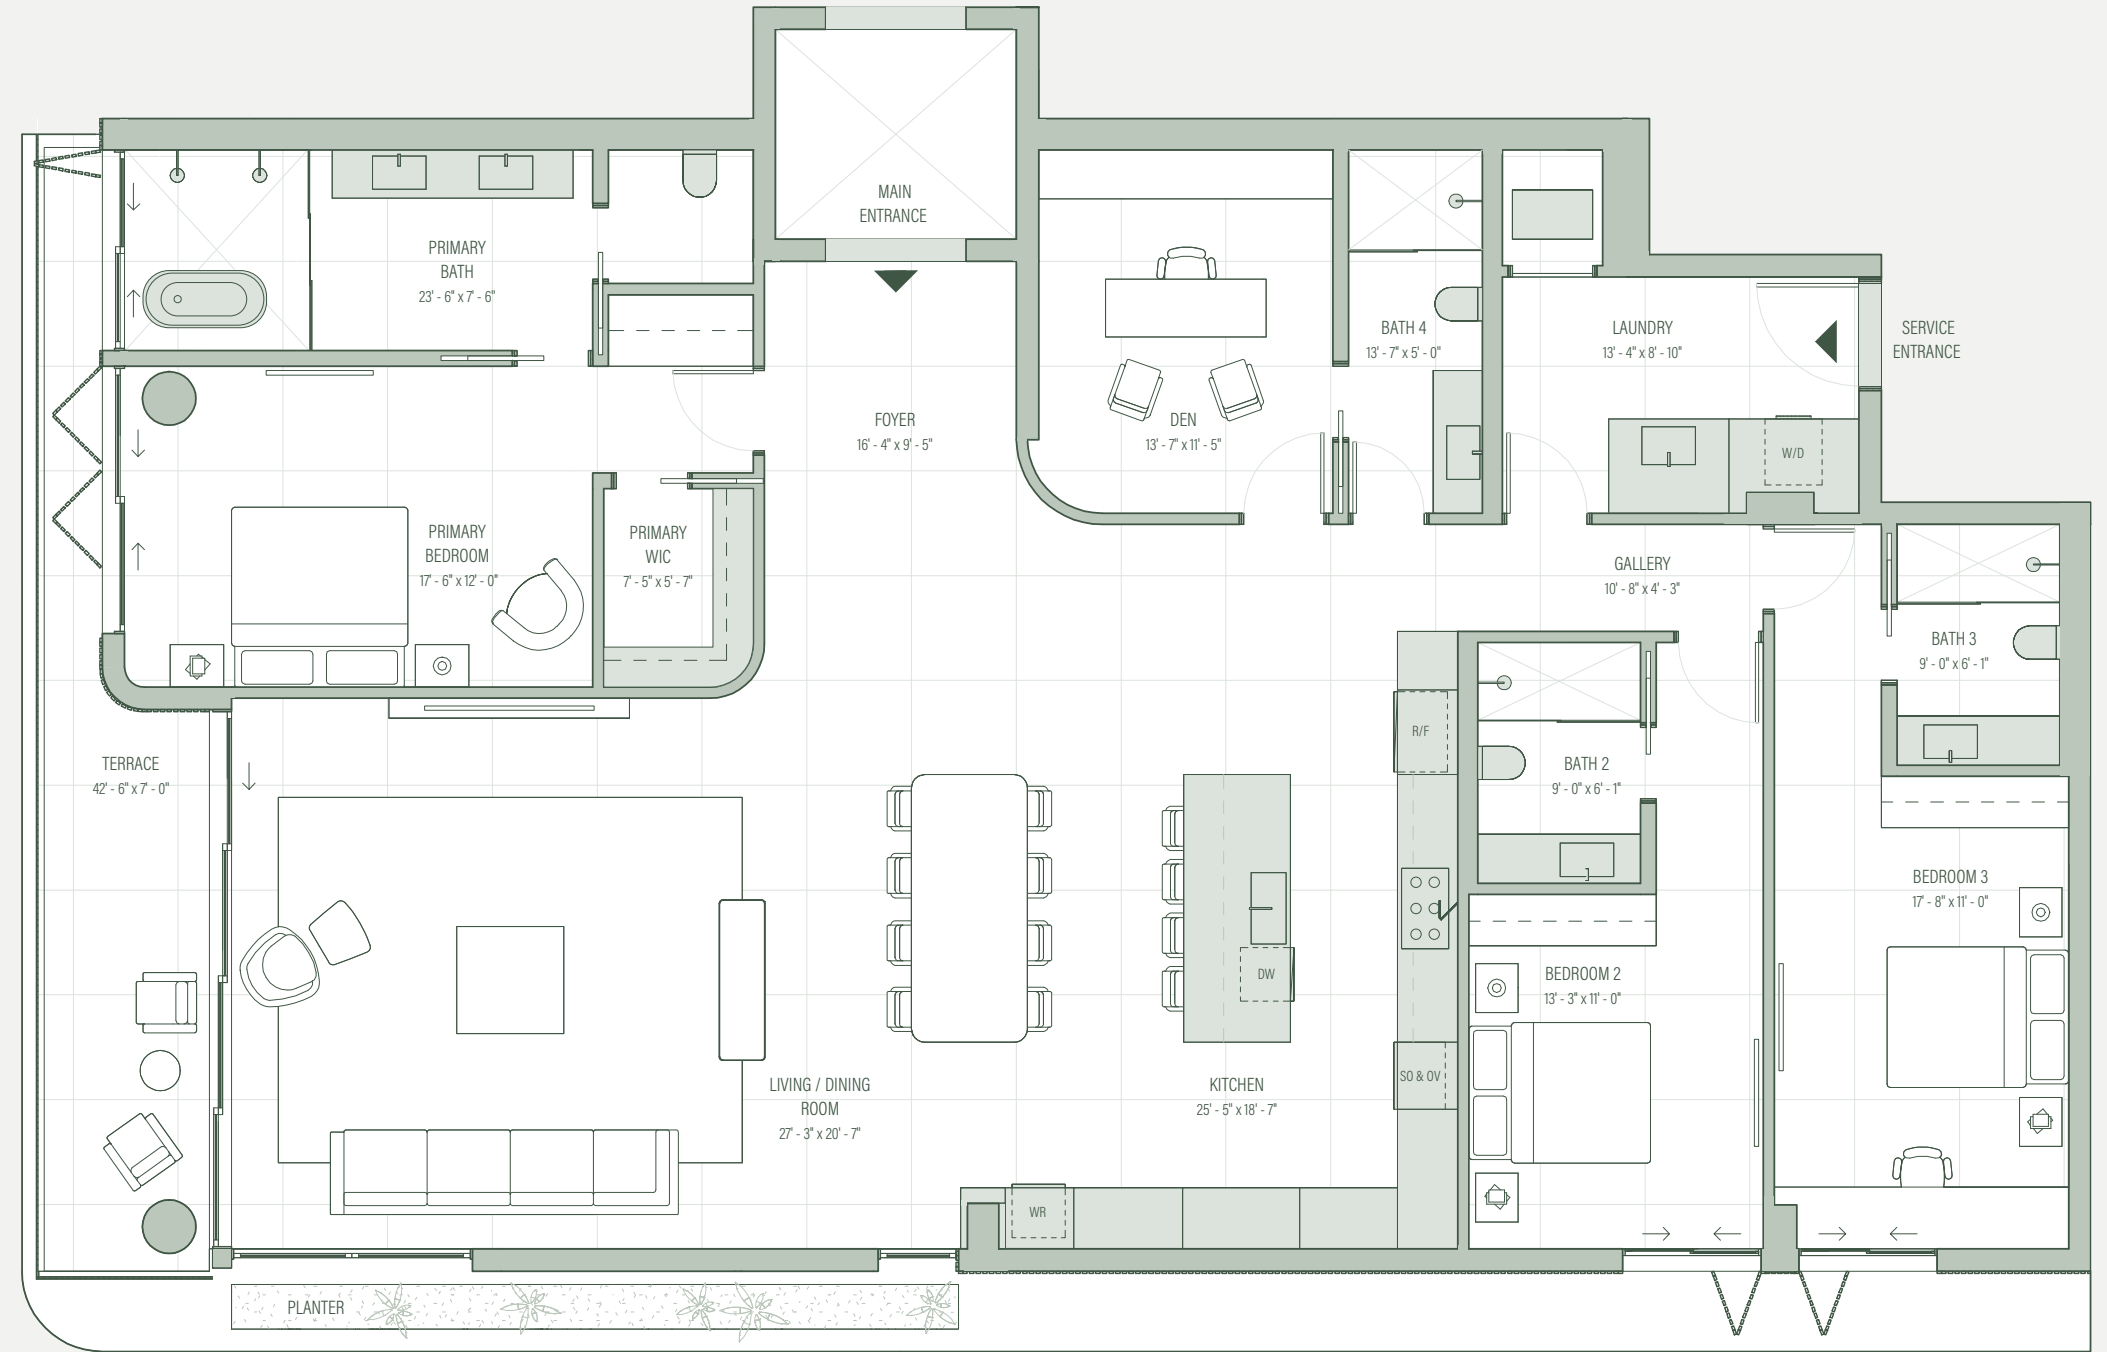 MAIN
ENTRANCE
PRIMARY
BATH
23' - 6" x 7' - 6"
BATH 4
13' - 7" x 5' - 0"
LAUNDRY
13' - 4" x 8' - 10"
SERVICE
ENTRANCE
FOYER
16' - 4" x 9' - 5"
DEN
13' - 7" x 11' - 5"
W/D
PRIMARY
BEDROOM
17' - 6" x 12' - 0"
PRIMARY
WIC
7' - 5" x 5' - 7"
GALLERY
10' - 8" x 4' - 3"
BATH 3
9' - 0" x 6' - 1"
R/F
TERRACE
42' - 6" x 7' - 0"
BATH 2
9' - 0" x 6' - 1"
BEDROOM 3
17' - 8" x 11' - 0"
DW
BEDROOM 2
13' - 3" x 11' - 0"
SO & OV
LIVING / DINING
ROOM
27' - 3" x 20' - 7"
KITCHEN
25' - 5" x 18' - 7"
WR
PLANTER